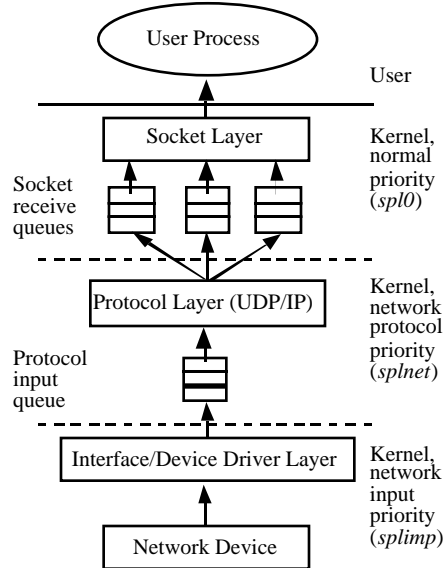 User Process
User
Socket Layer
Kernel,
normal
priority
(spl0)
Socket
receive
queues
Protocol Layer (UDP/IP)
Kernel,
network
protocol
priority
(splnet)
Protocol
input
queue
Interface/Device Driver Layer
Kernel,
network
input
priority
(splimp)
Network Device